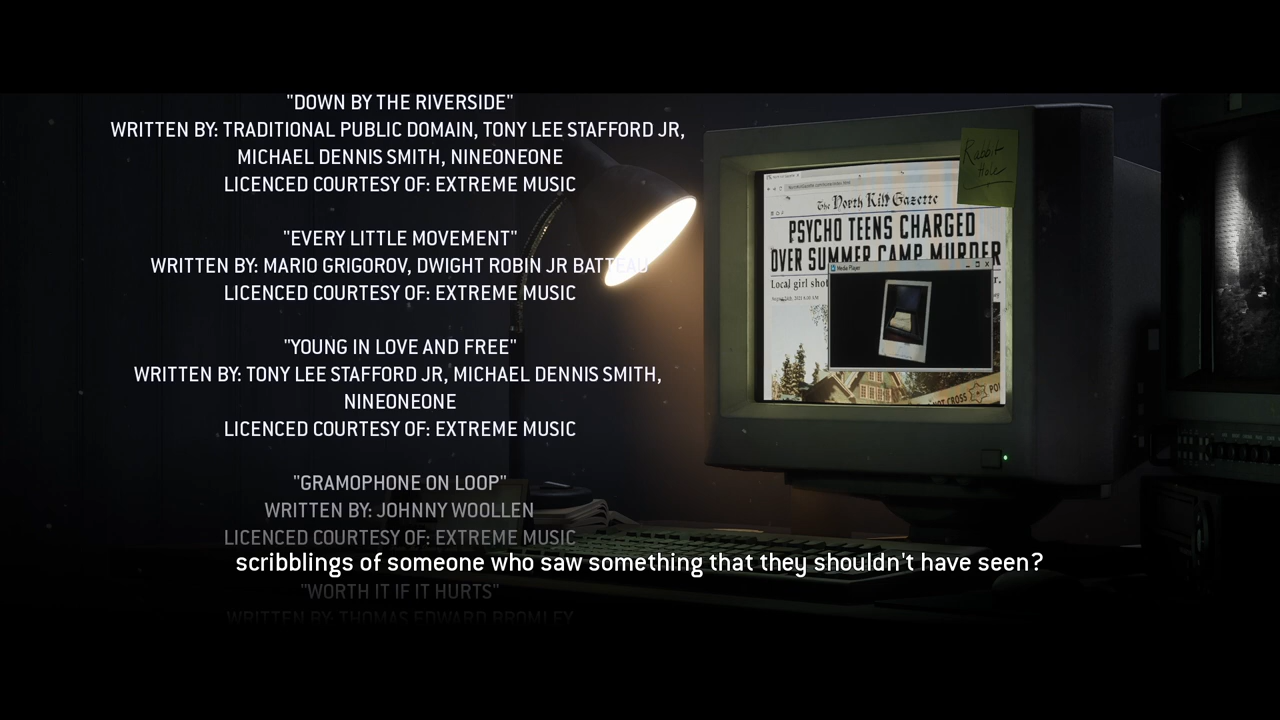 "DOWN BY THE RIVERSIDE"
WRITTEN BY: TRADITIONAL PUBLIC DOMAIN, TONY LEE STAFFORD JR,
MICHAEL DENNIS SMITH, NINEONEONE
LICENCED COURTESY OF: EXTREME MUSIC
"EVERY LITTLE MOVEMENT"
WRITTEN BY: MARIO GRIGOROV, DWIGHT ROBIN JR BATTEAU
LICENCED COURTESY OF: EXTREME MUSIC
"YOUNG IN LOVE AND FREE"
WRITTEN BY: TONY LEE STAFFORD JR, MICHAEL DENNIS SMITH,
NINEONEONE
LICENCED COURTESY OF: EXTREME MUSIC
"GRAMOPHONE ON LOOP"
WRITTEN BY: JOHNNY WOOLLEN
LICENCED COURTESY OF: EXTREME MUSIC
scribblings of someone who saw something that they shouldn't have seen?
"WORTH IT IF IT HURTS"
WRITTEN BY: THOMAS EDWARD BROMLEY
Rabbit
Hole
The North Kill Gazette
PSYCHO TEENS CHARGED
OVER SUMMER CAMP MURDER
Media Player
Local girl shot
NOT CROSS